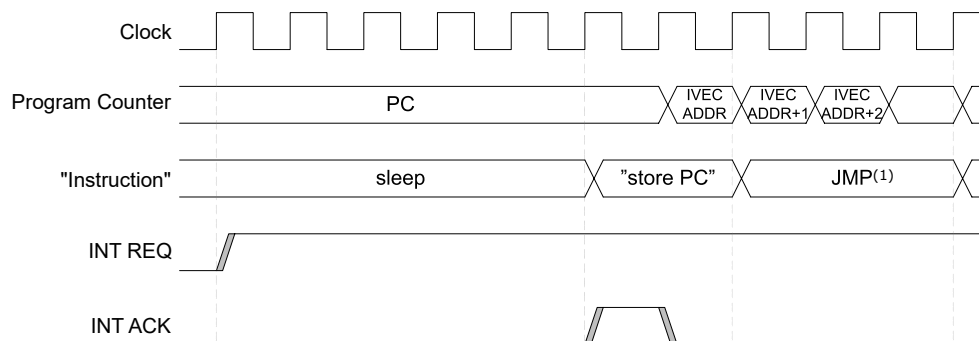 Clock
Program Counter
PC
IVEC
ADDR
IVEC
ADDR+1
IVEC
ADDR+2
"Instruction"
sleep
”store PC”
JMP(1)
INT REQ
INT ACK